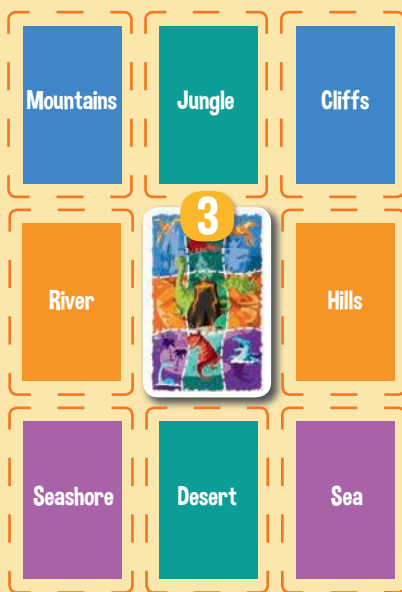 Mountains
Jungle
Cliffs
3
River
Hills
Seashore
Desert
Sea